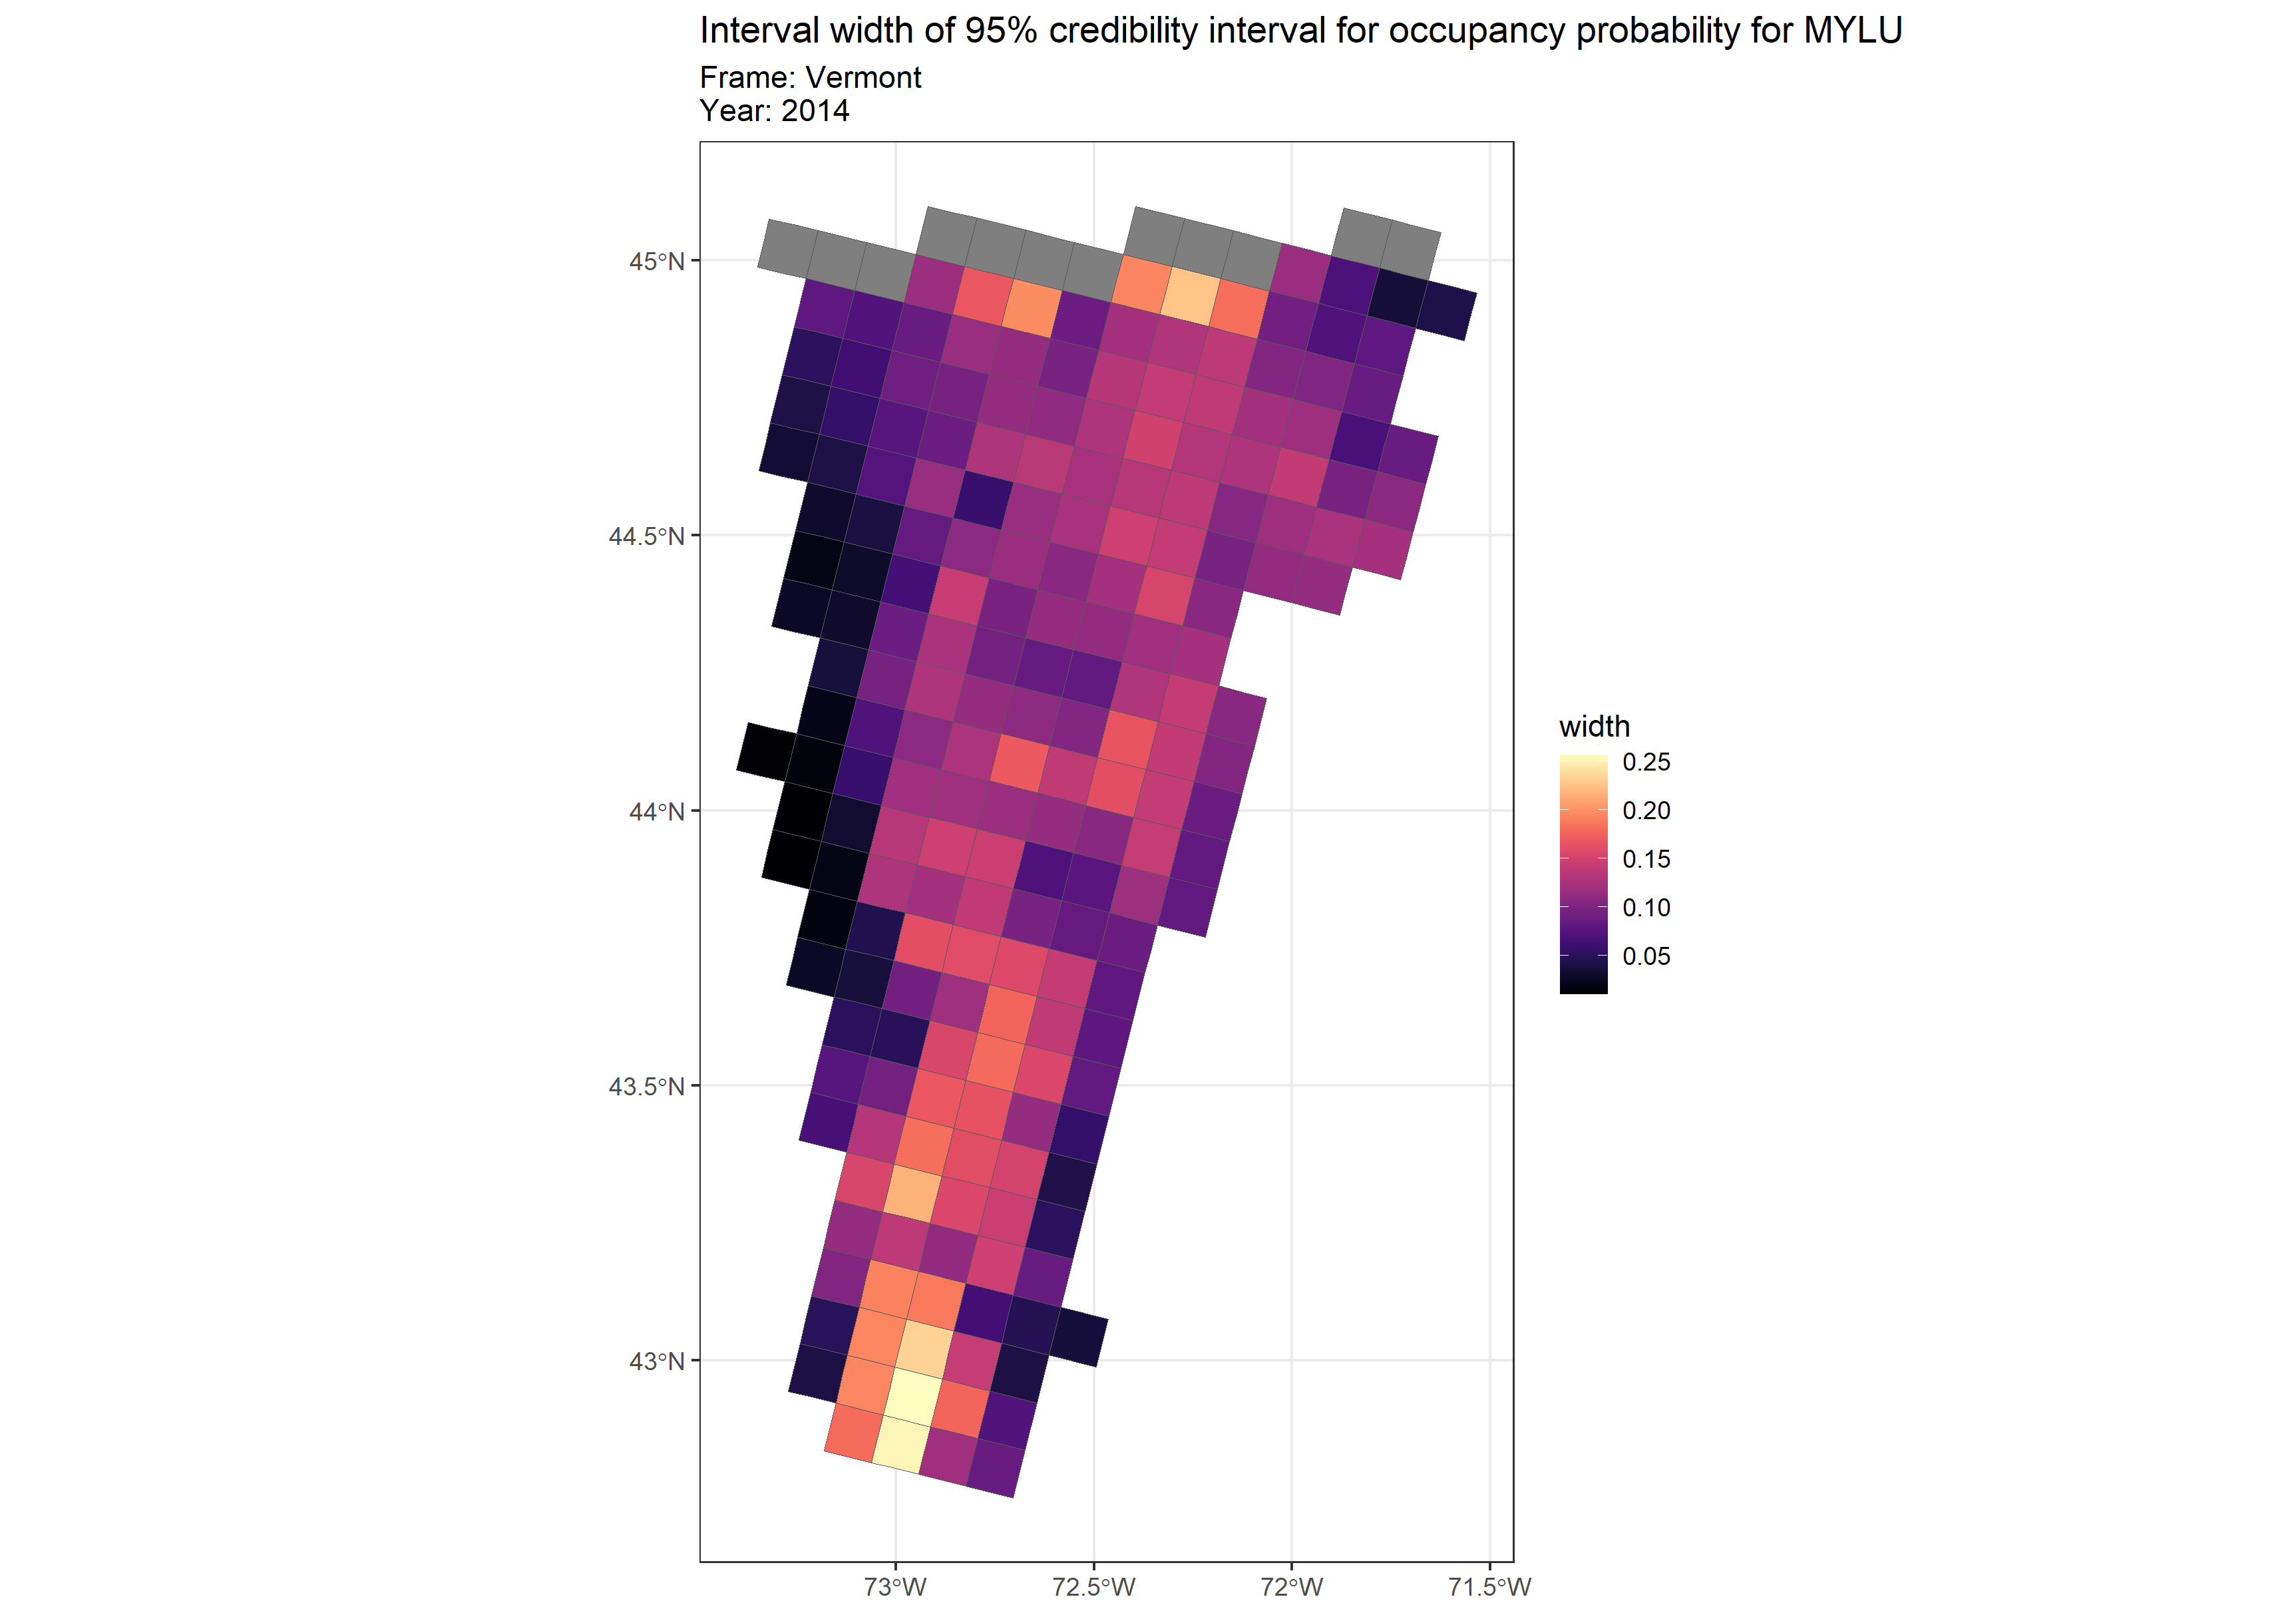 Interval width of 95% credibility interval for occupancy probability for MYLU
Frame: Vermont
Year: 2014
45°N
44.5°N
44°N
43.5°N
43°N
73°W
72.5°W
72°W
71.5°W
width
0.25
0.20
0.15
0.10
0.05